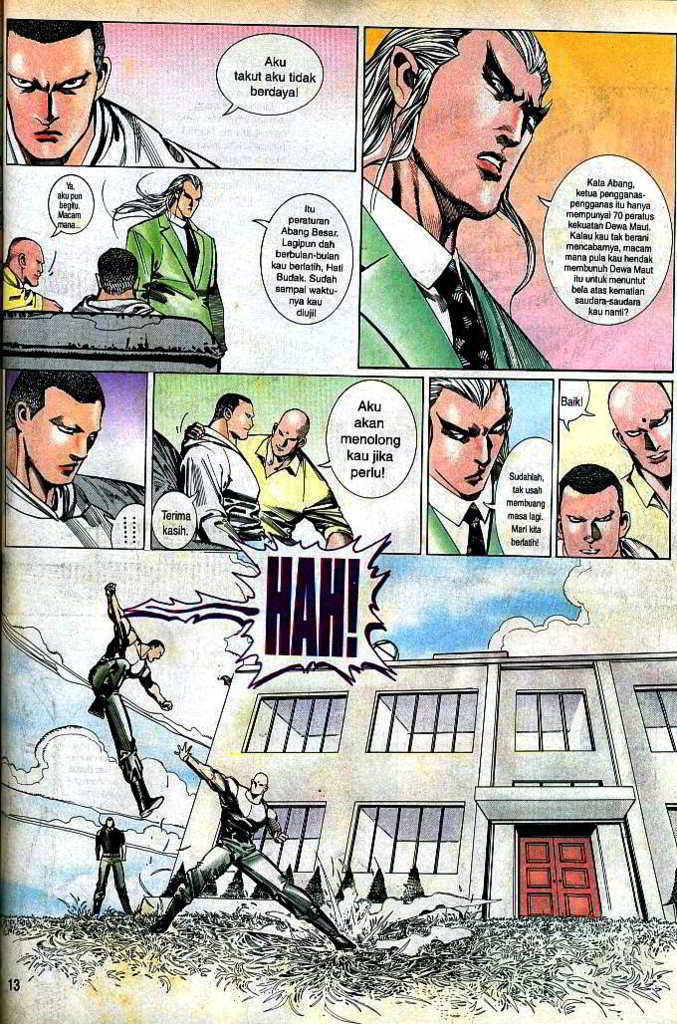 Aku
takut aku tidak
berdaya!
Kata Abang,
ketua pengganas-
pengganas itu hanya
mempunyai 70 peratus
kekuatan Dewa Maut.
Kalau kau tak berani
mencabarnya, macam
mana pula kau hendak
membunuh Dewa Maut
itu untuk menuntut
bela atas kematian
saudara-saudara
kau nanti?
Ya,
aku pun
begitu.
Macam
mana...
Itu
peraturan
Abang Besar.
Lagipun dah
berbulan-bulan
kau berlatih, Hati
Budak. Sudah
sampai waktu-
nya kau
diuji!
Terima
kasih.
Aku
akan
menolong
kau jika
perlu!
Sudahlah,
tak usah
membuang
masa lagi.
Mari kita
berlatih!
Baik!
HAH!
13